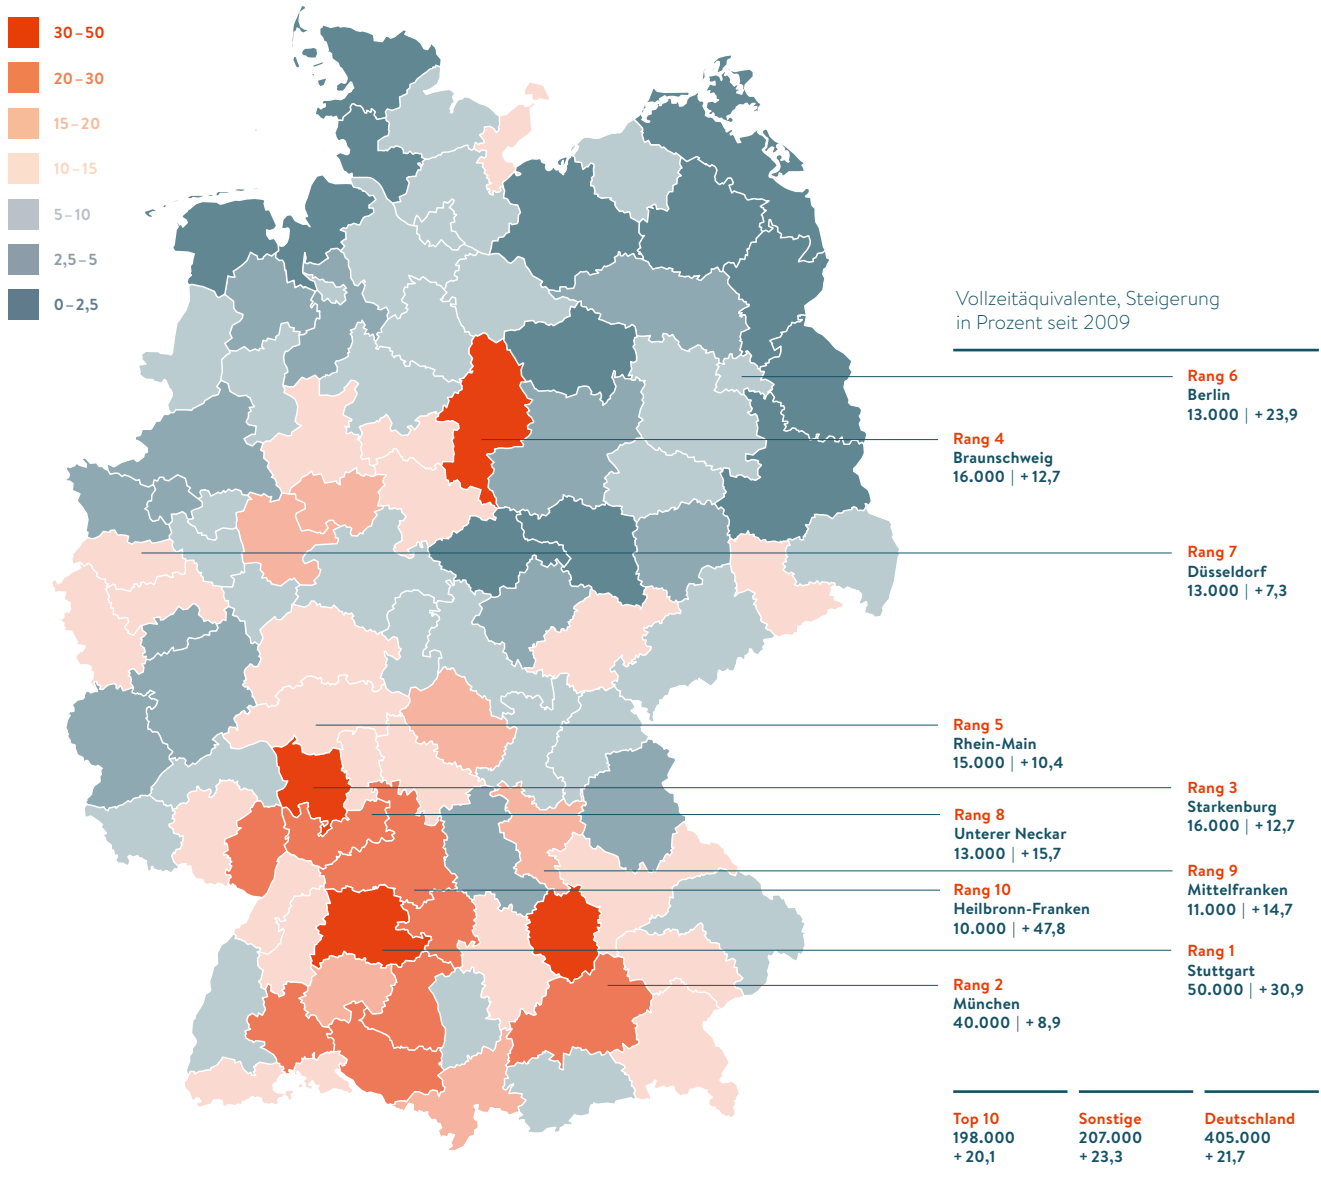 30–50
20–30
15–20
10–15
5–10
2,5–5
0–2,5
Vollzeitäquivalente, Steigerung
in Prozent seit 2009
Rang 6
Berlin
13.000 | + 23,9
Rang 4
Braunschweig
16.000 | + 12,7
Rang 7
Düsseldorf
13.000 | + 7,3
Rang 5
Rhein-Main
15.000 | + 10,4
Rang 3
Starkenburg
16.000 | + 12,7
Rang 8
Unterer Neckar
13.000 | + 15,7
Rang 9
Mittelfranken
11.000 | + 14,7
Rang 10
Heilbronn-Franken
10.000 | + 47,8
Rang 1
Stuttgart
50.000 | + 30,9
Rang 2
München
40.000 | + 8,9
Top 10
198.000
+ 20,1
Sonstige
207.000
+ 23,3
Deutschland
405.000
+ 21,7